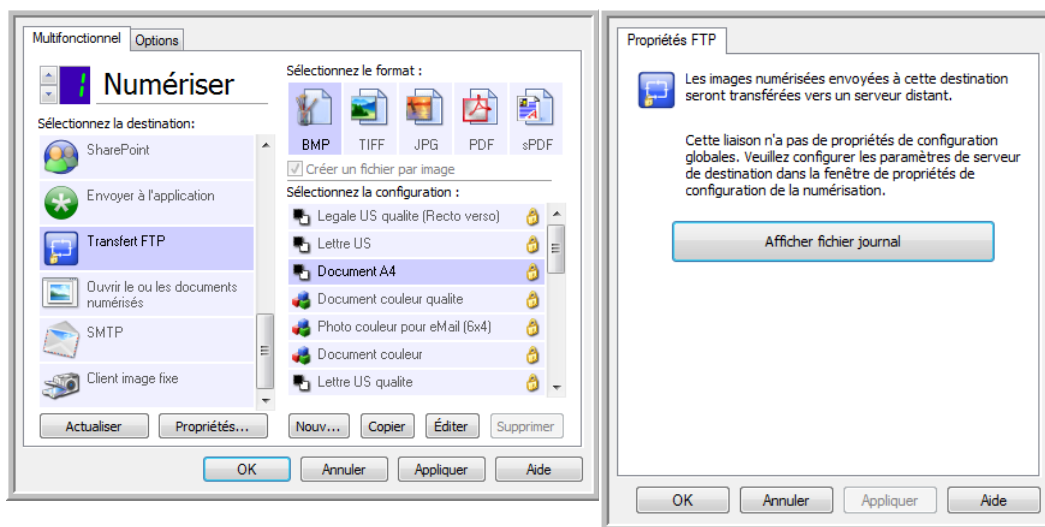 Multifonctionnel
Options
1
Numériser
Sélectionnez la destination:
SharePoint
Envoyer à l'application
Transfert FTP
Ouvrir le ou les documents
numérisés
SMTP
Client image fixe
Actualiser
Propriétés...
Sélectionnez le format :
BMP
TIFF
JPG
PDF
sPDF
Créer un fichier par image
Sélectionnez la configuration :
Legale US qualite (Recto verso)
Lettre US
Document A4
Document couleur qualite
Photo couleur pour eMail (6x4)
Document couleur
Lettre US qualite
Nouv...
Copier
Éditer
Supprimer
OK
Annuler
Appliquer
Aide
Propriétés FTP
Les images numérisées envoyées à cette destination
seront transférées vers un serveur distant.
Cette liaison n'a pas de propriétés de configuration
globales. Veuillez configurer les paramètres de serveur
de destination dans la fenêtre de propriétés de
configuration de la numérisation.
Afficher fichier journal
OK
Annuler
Appliquer
Aide